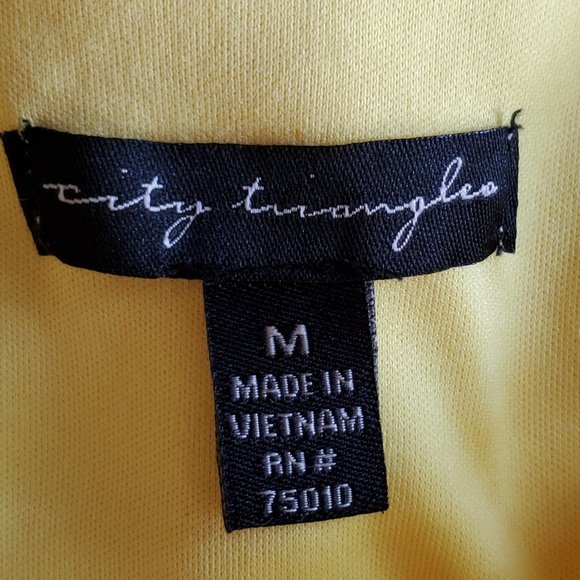 city triangles
M
MADE IN
VIETNAM
RN #
75010